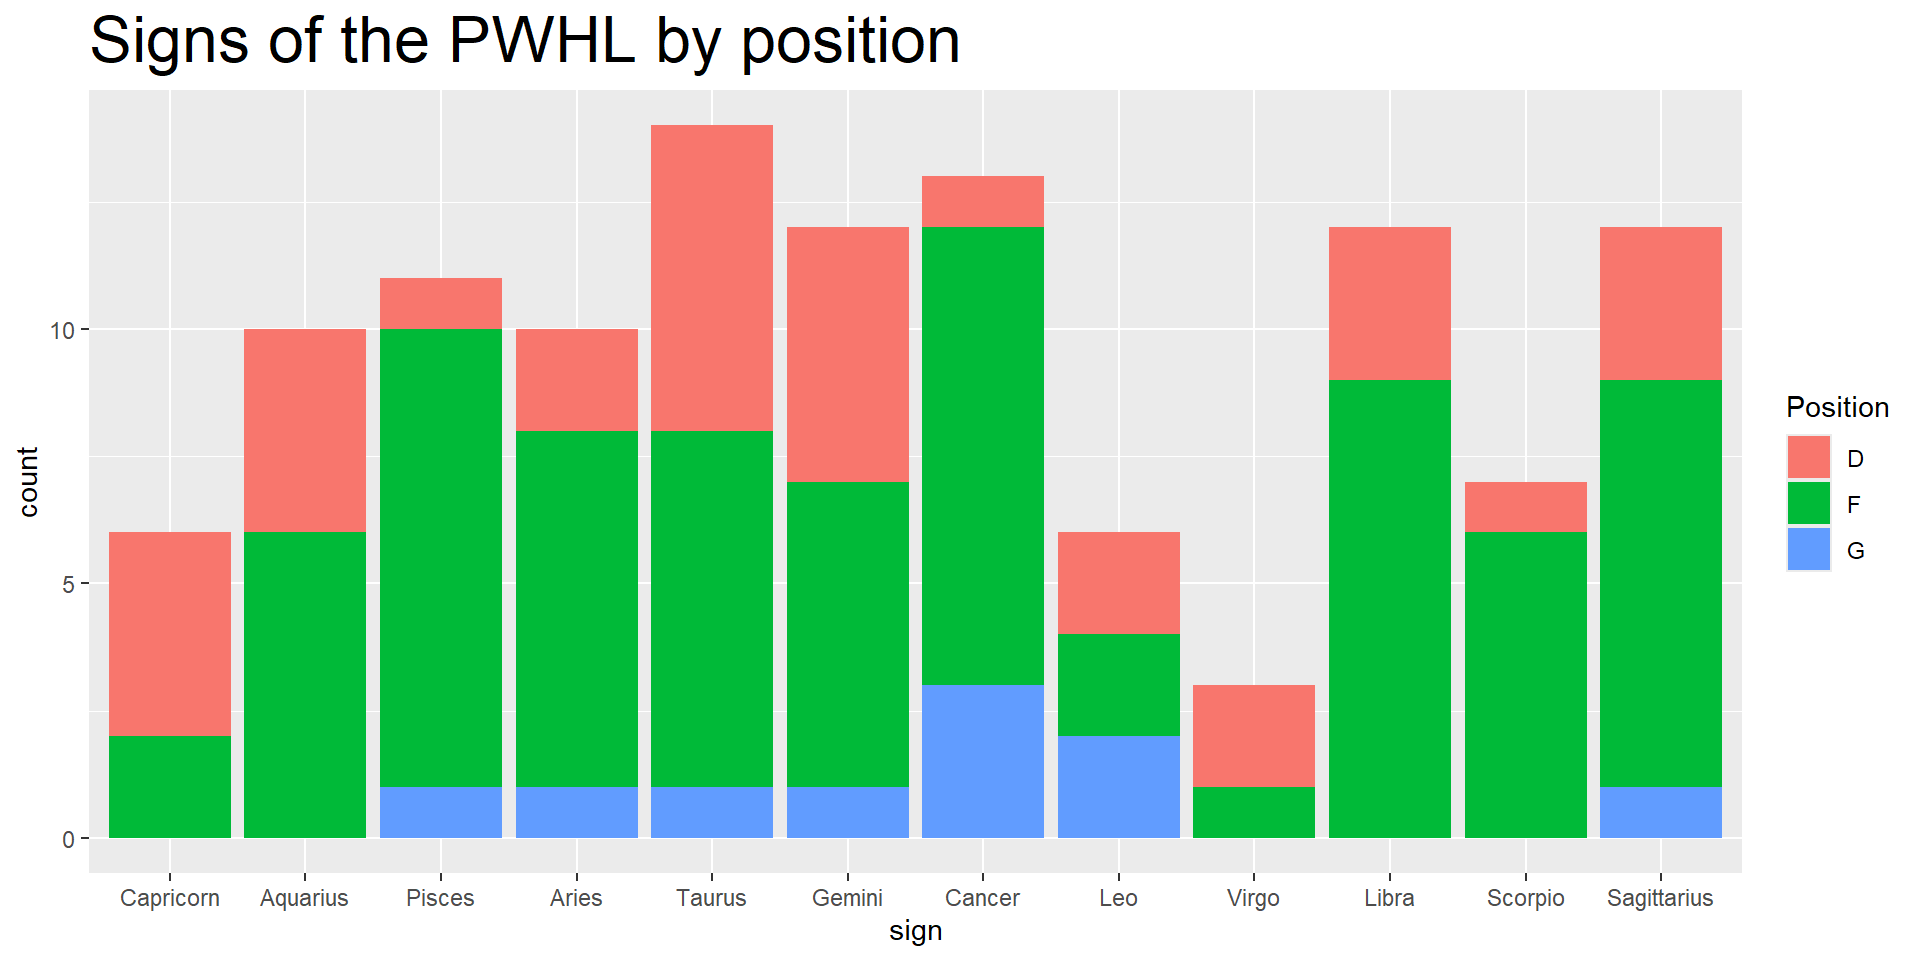 Signs of the PWHL by position
count
10
5
0
Capricorn Aquarius Pisces Aries Taurus Gemini Cancer Leo Virgo Libra Scorpio Sagittarius
sign
Position
D
F
G